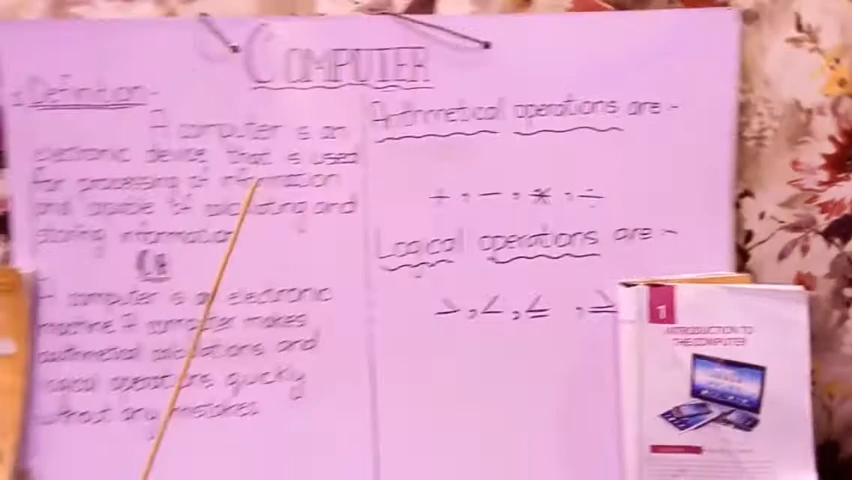 COMPUTER
Definition:-
A computer is an
electronic device that is used
for processing of information
and capable of calculating and
storing information.
OR
A computer is an electronic
machine. A computer makes
arithmetical calculations and
logical operations quickly
without any mistakes.
Arithmetical operations are :-
+ , - , * , ÷
Logical operations are :-
> , < , ≤ , ≥
1
INTRODUCTION TO
THE COMPUTER